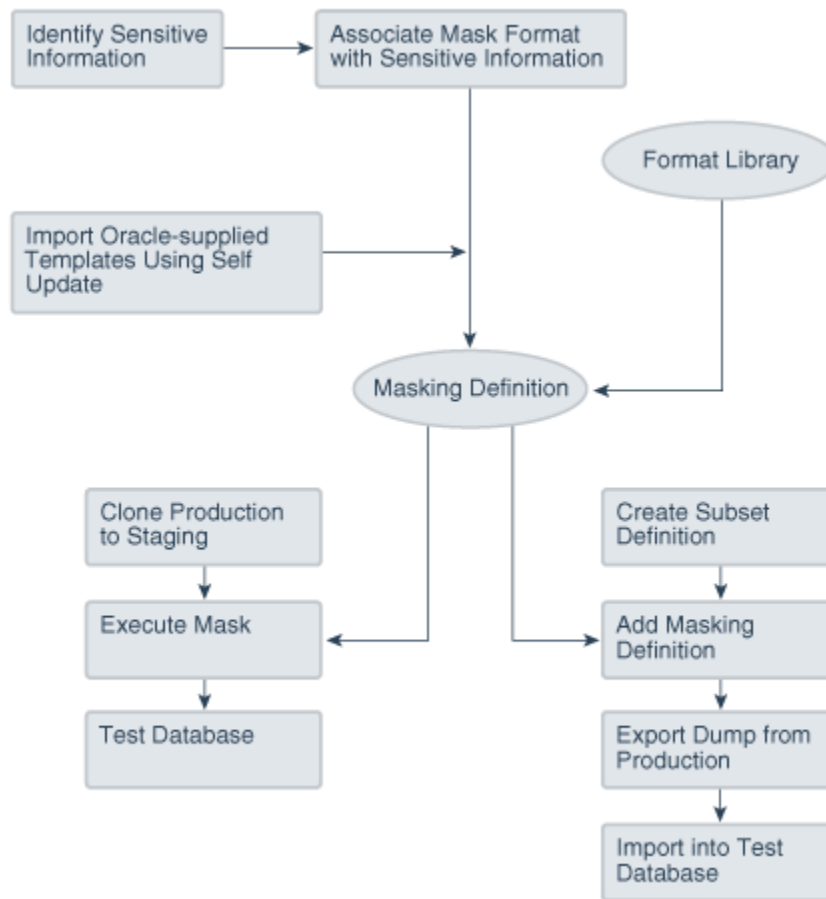 Identify Sensitive
Information
Associate Mask Format
with Sensitive Information
Format Library
Import Oracle-supplied
Templates Using Self
Update
Masking Definition
Clone Production
to Staging
Create Subset
Definition
Execute Mask
Add Masking
Definition
Test Database
Export Dump from
Production
Import into Test
Database